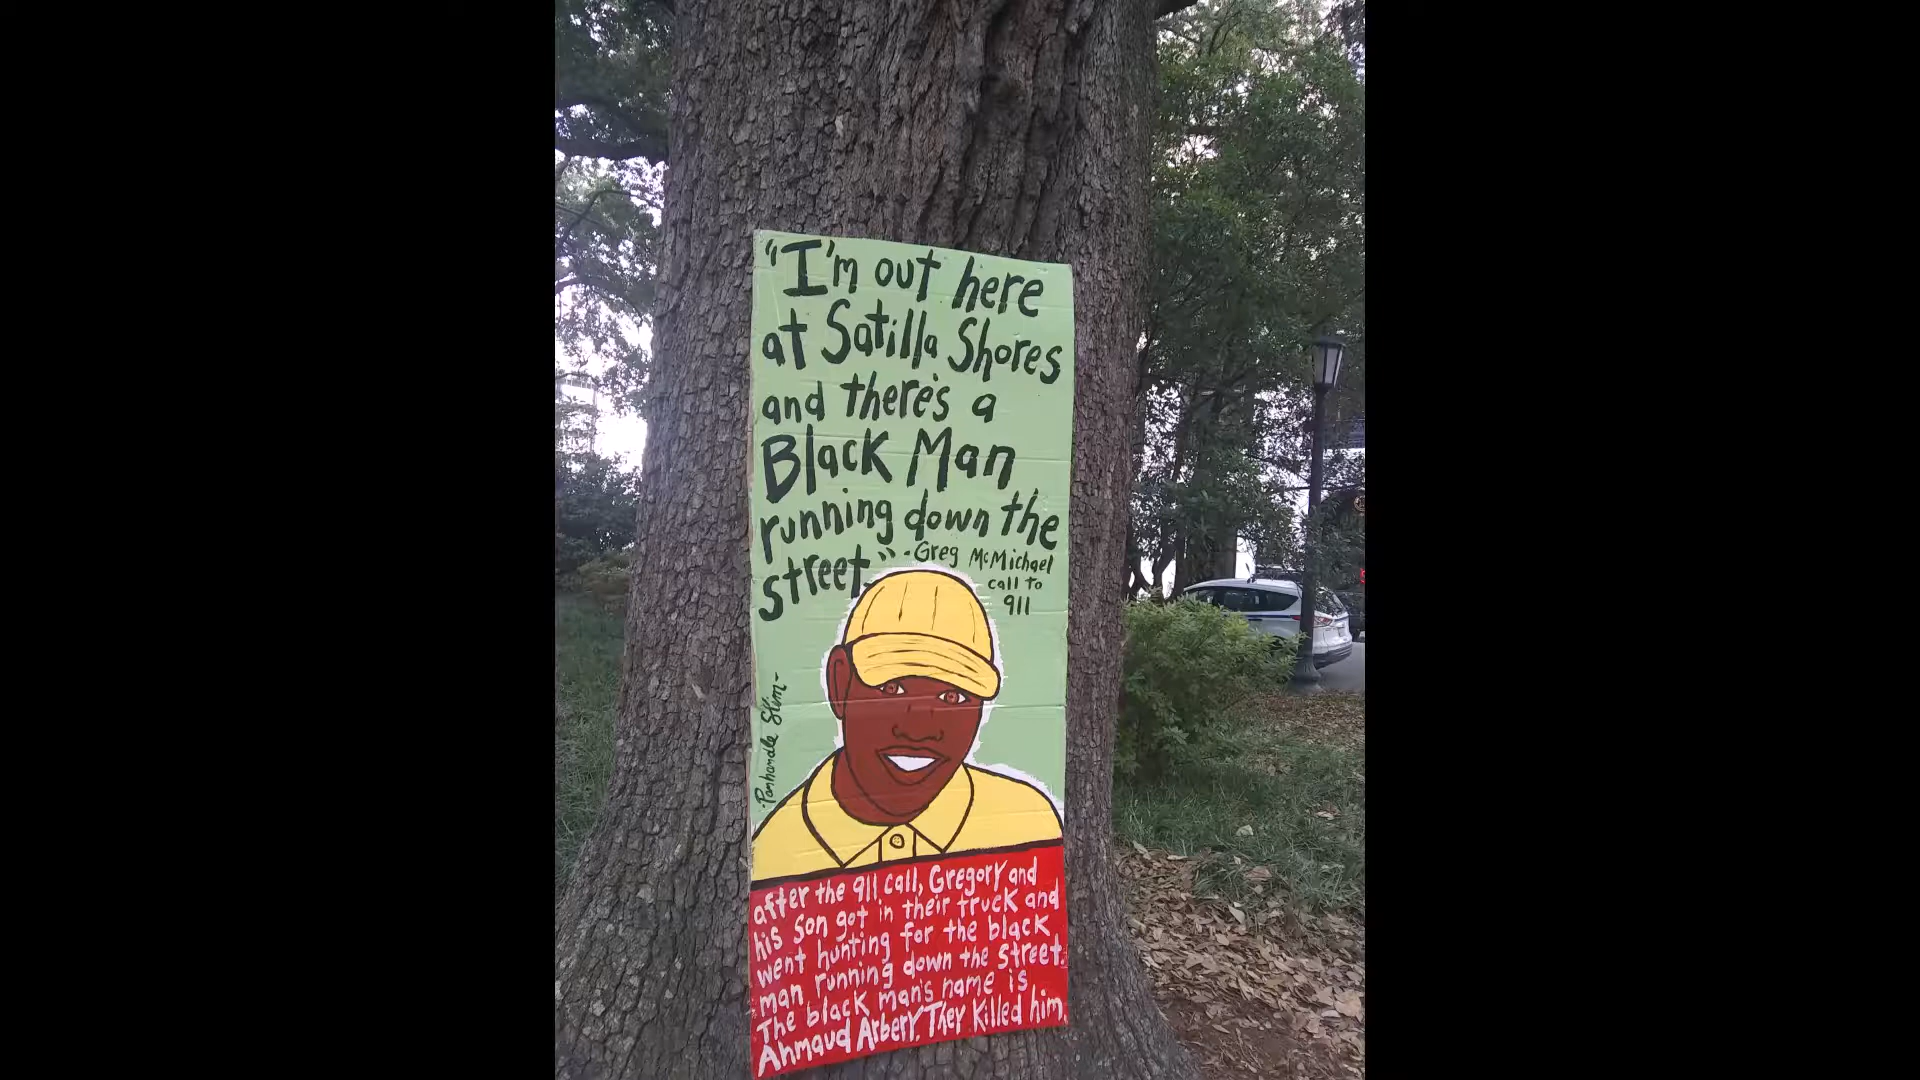 "I'm out here
at Satilla Shores
and there's a
Black Man
running down the
street." -Greg McMichael
call to
911
-Panhandle Slim-
after the 911 call, Gregory and
his son got in their truck and
went hunting for the black
man running down the street.
The black man's name is
Ahmaud Arbery. They killed him.